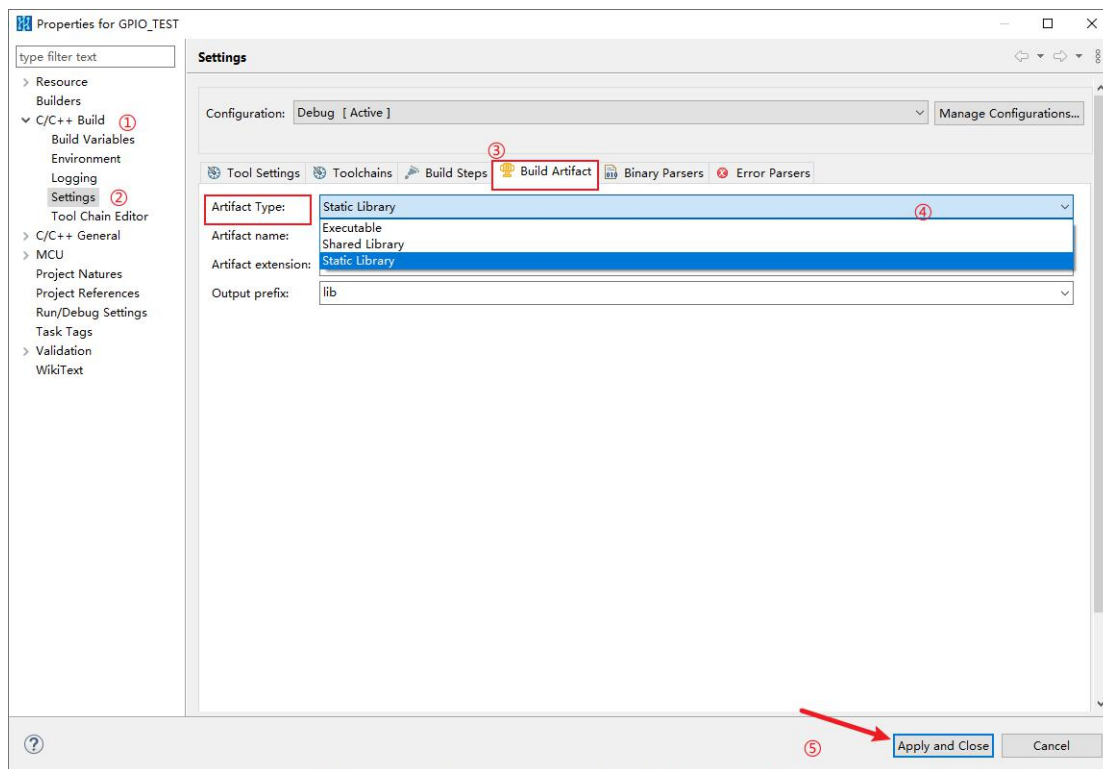 Properties for GPIO_TEST
type filter text
Settings
Resource
Builders
C/C++ Build ①
Build Variables
Environment
Logging
Settings ②
Tool Chain Editor
C/C++ General
MCU
Project Natures
Project References
Run/Debug Settings
Task Tags
Validation
WikiText
Configuration: Debug [ Active ] Manage Configurations...
③
Tool Settings Toolchains Build Steps Build Artifact Binary Parsers Error Parsers
Artifact Type: Static Library ④
Executable
Artifact name:
Shared Library
Artifact extension: Static Library
Output prefix: lib
⑤ Apply and Close Cancel